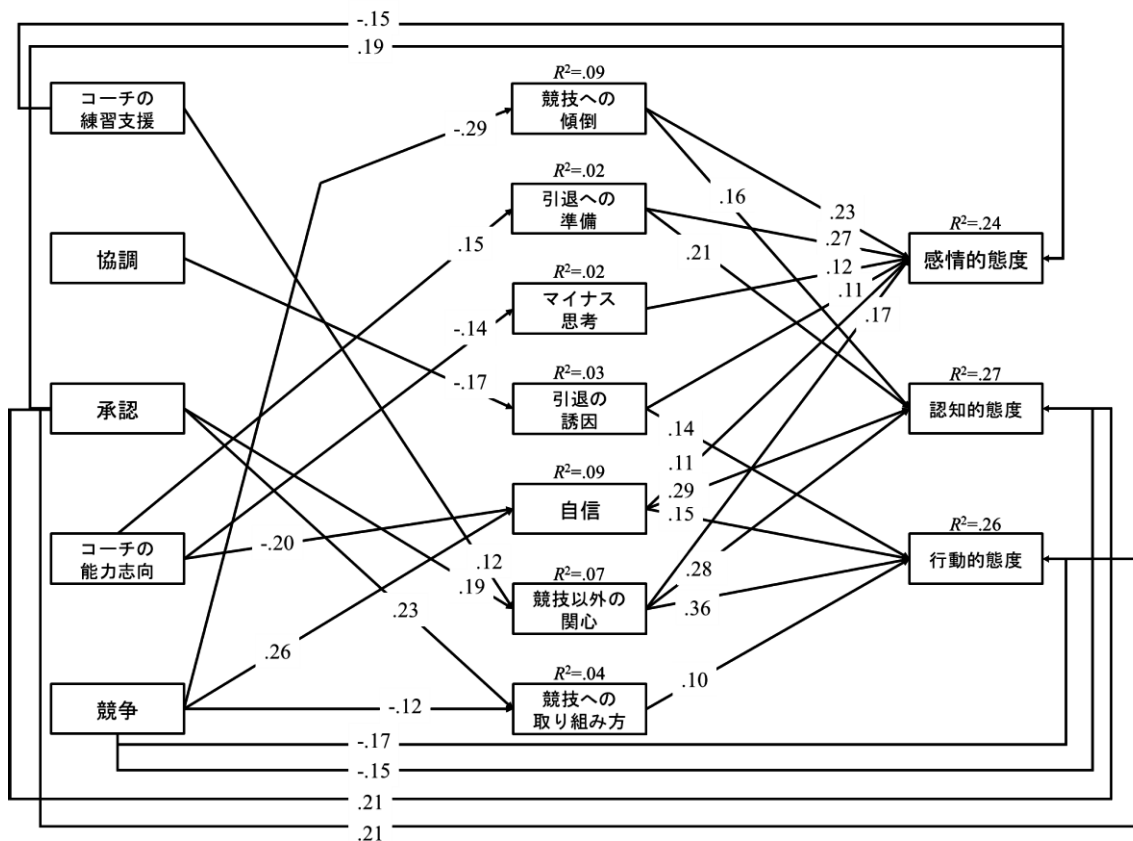 -.15
.19
コーチの
練習支援
協調
承認
コーチの
能力志向
競争
-.29
.15
-.14
-.17
-.20
.12
.19
.23
.26
-.12
-.17
-.15
.21
.21
R²=.09
競技への
傾倒
R²=.02
引退への
準備
R²=.02
マイナス
思考
R²=.03
引退の
誘因
R²=.09
自信
R²=.07
競技以外の
関心
R²=.04
競技への
取り組み方
.16
.23
.27
.21
.12
.11
.17
.14
.11
.29
.15
.28
.36
.10
R²=.24
感情的態度
R²=.27
認知的態度
R²=.26
行動的態度